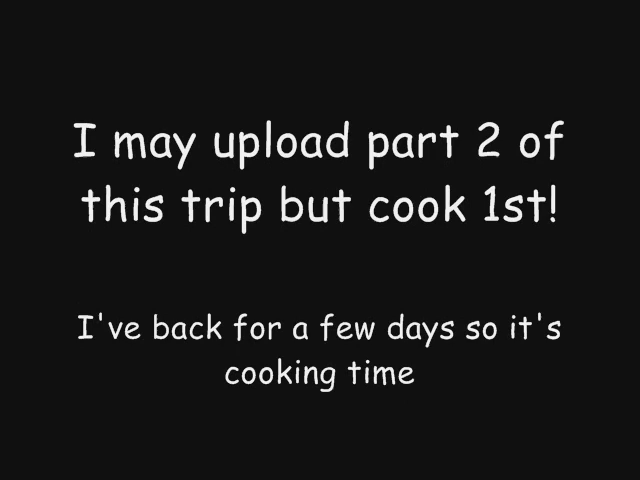 I may upload part 2 of
this trip but cook 1st!
I've back for a few days so it's
cooking time